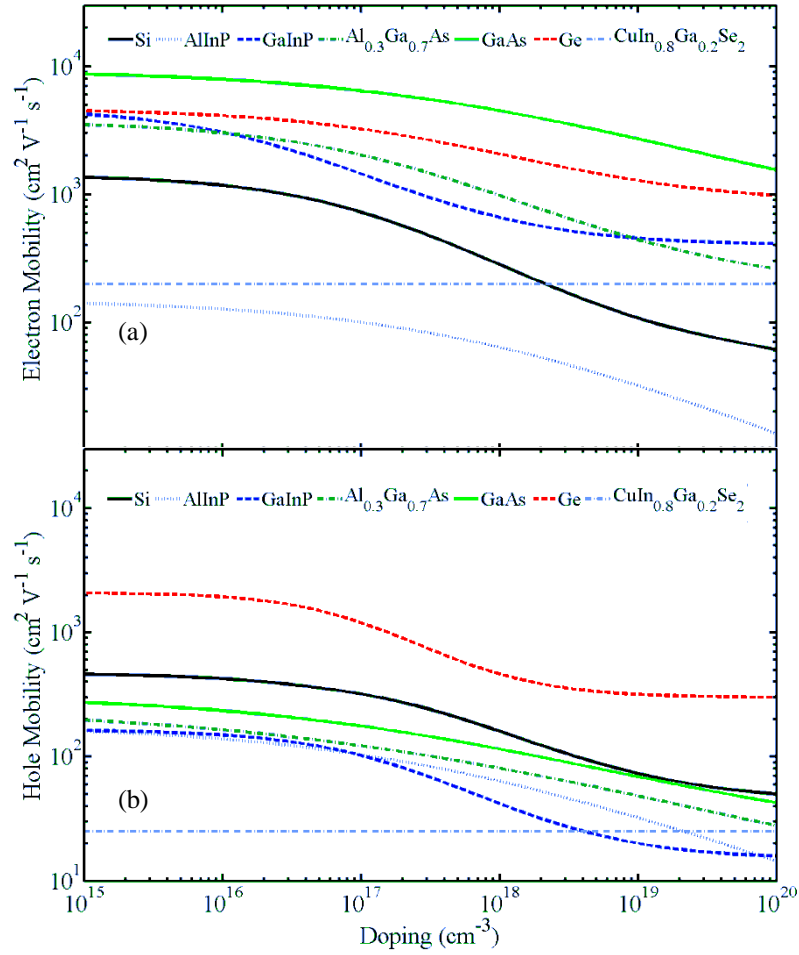 Si AlInP GaInP Al0.3Ga0.7As GaAs Ge CuIn0.8Ga0.2Se2
10^4
10^3
10^2
Electron Mobility (cm^2 V^-1 s^-1)
(a)
Si AlInP GaInP Al0.3Ga0.7As GaAs Ge CuIn0.8Ga0.2Se2
10^4
10^3
10^2
10^1
Hole Mobility (cm^2 V^-1 s^-1)
(b)
10^15 10^16 10^17 10^18 10^19 10^20
Doping (cm^-3)